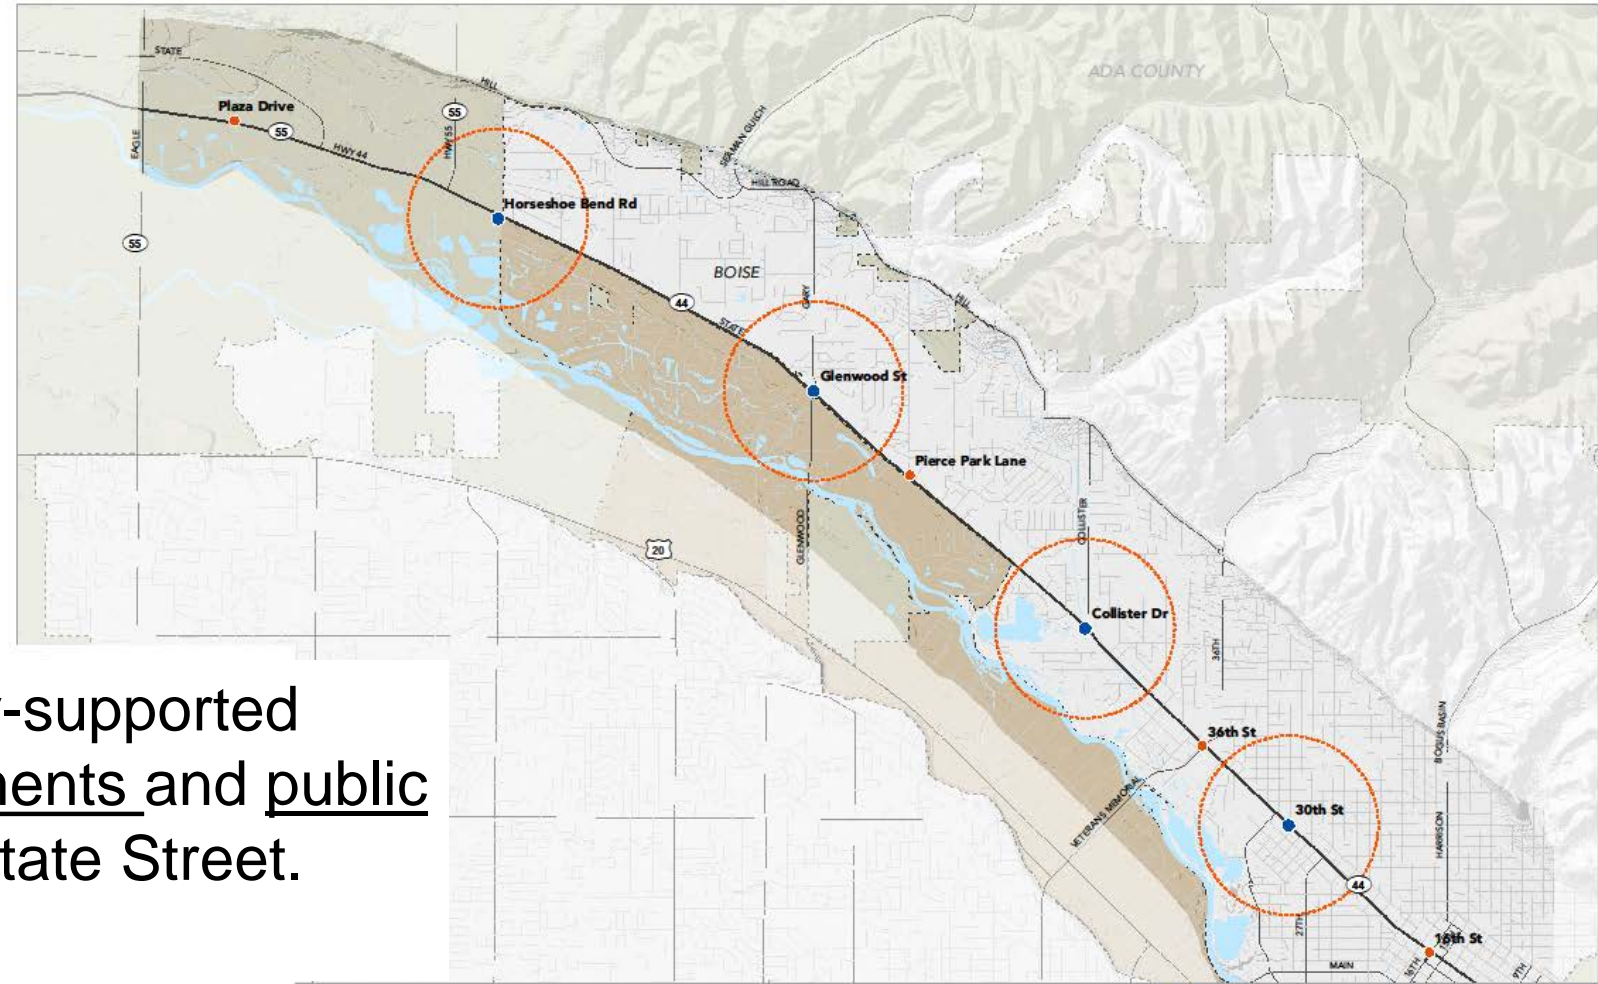 ADA COUNTY
STATE
HILL
Plaza Drive
55
55
HWY 55
EAGLE
HWY 44
SEAMAN GULCH
HILL ROAD
Horseshoe Bend Rd
55
BOISE
GARY
44
STATE
HILL
Glenwood St
Pierce Park Lane
COLLISTER
GLENWOOD
20
Collister Dr
36TH
-supported
ments and public
tate Street.
36th St
BOGUS BASIN
VETERANS MEMORIAL
30th St
HARRISON
44
27TH
16th St
MAIN
16TH
9TH